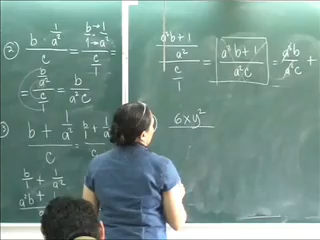 ② (b · 1/a²)/c = (b/1 · 1/a²)/(c/1) =
= (b/a²)/(c/1) = b/(a²c)
③ (b + 1/a²)/c = (b/1 + 1/a²)/c
b/1 + 1/a²
a²b + 1
((a²b + 1)/a²)/(c/1) = (a²b + 1)/(a²c) = a²b/(a²c) +
6xy²